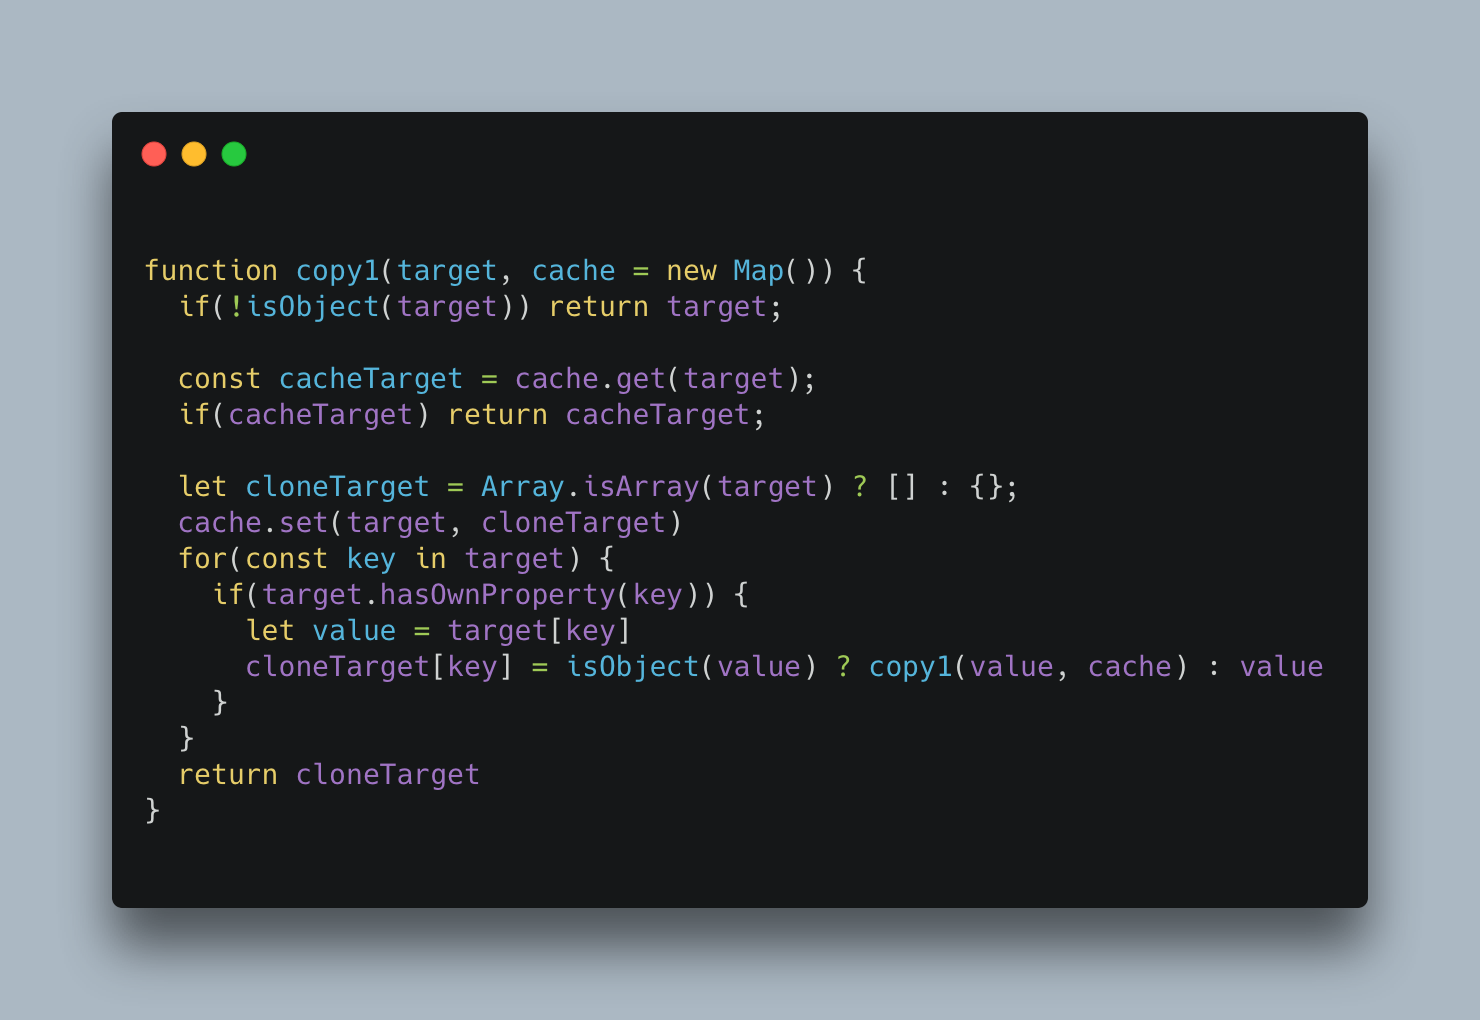 function copy1(target, cache = new Map()) {
  if(!isObject(target)) return target;

  const cacheTarget = cache.get(target);
  if(cacheTarget) return cacheTarget;

  let cloneTarget = Array.isArray(target) ? [] : {};
  cache.set(target, cloneTarget)
  for(const key in target) {
    if(target.hasOwnProperty(key)) {
      let value = target[key]
      cloneTarget[key] = isObject(value) ? copy1(value, cache) : value
    }
  }
  return cloneTarget
}